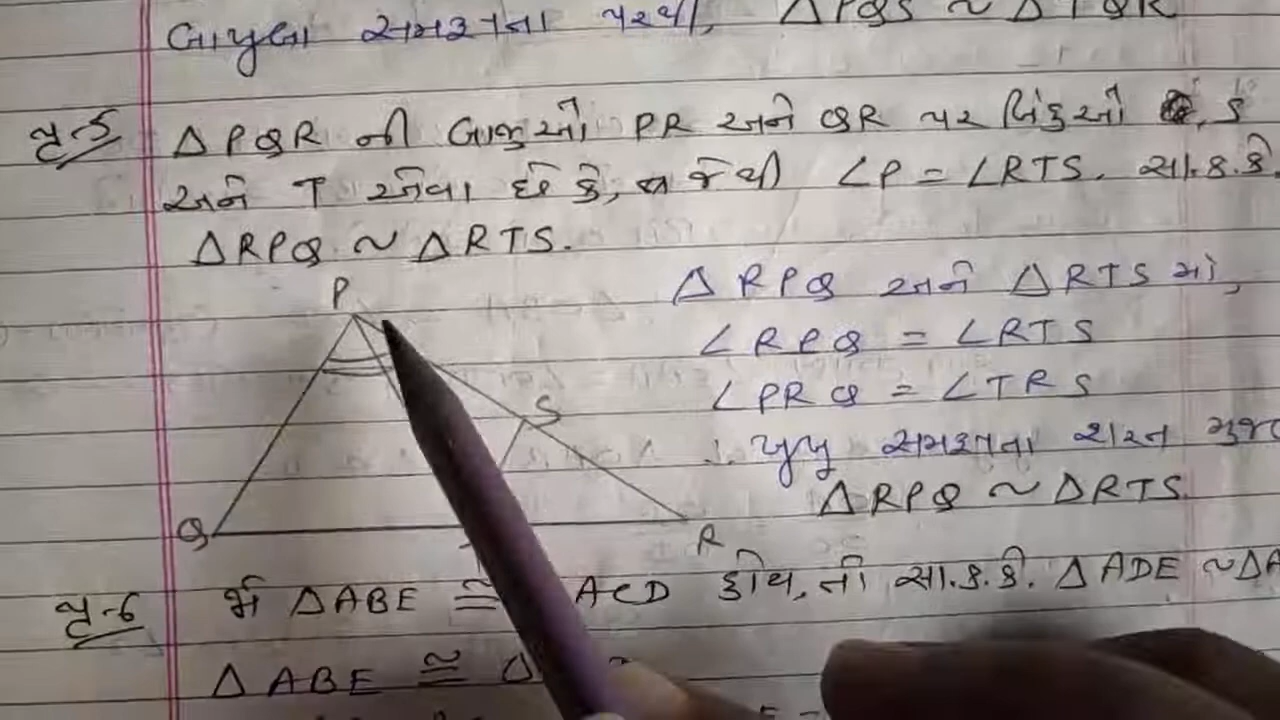 બાજુબા સમરૂપતા પરથી, △PQS ~ △TQR
પ્ર-5 △PQR ની બાજુઓ PR અને QR પર બિંદુઓ S
અને T એવા છે કે, જેથી ∠P = ∠RTS. સા.ક.કે.
△RPQ ~ △RTS.
P
S
Q
R
△RPQ અને △RTS માં,
∠RPQ = ∠RTS
∠PRQ = ∠TRS
∴ ખૂખૂ સમરૂપતા શરત મુજબ
△RPQ ~ △RTS
પ્ર-6 જો △ABE ≅ ACD હોય, તો સા.ક.કે. △ADE ~ △A
△ABE ≅ △